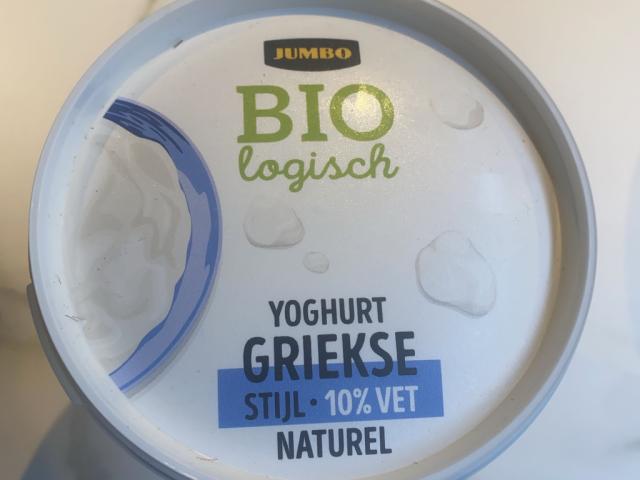 JUMBO
BIO
logisch
YOGHURT
GRIEKSE
STIJL • 10% VET
NATUREL